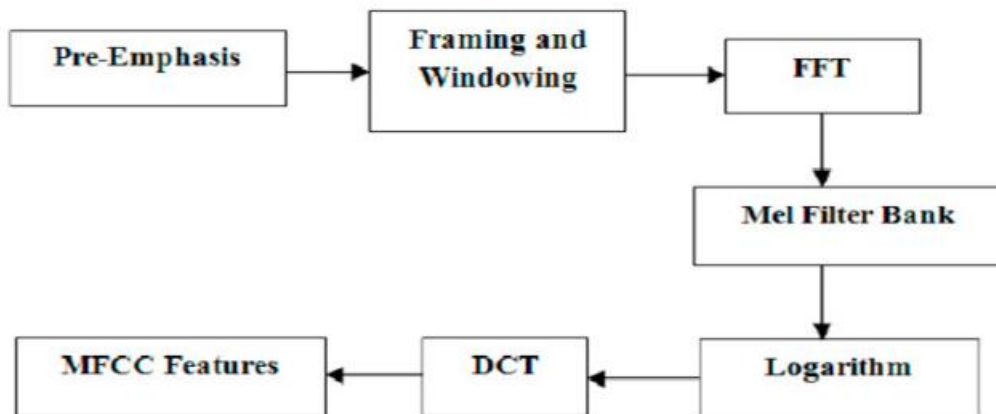 Pre-Emphasis
Framing and
Windowing
FFT
Mel Filter Bank
Logarithm
DCT
MFCC Features